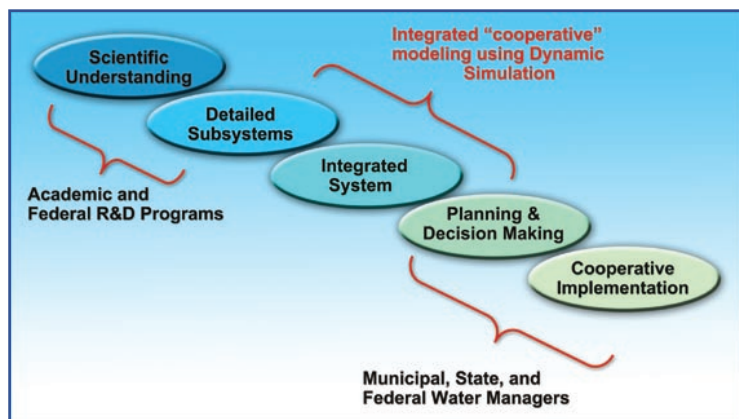 Scientific
Understanding
Integrated “cooperative”
modeling using Dynamic
Simulation
Detailed
Subsystems
Integrated
System
Academic and
Federal R&D Programs
Planning &
Decision Making
Cooperative
Implementation
Municipal, State, and
Federal Water Managers